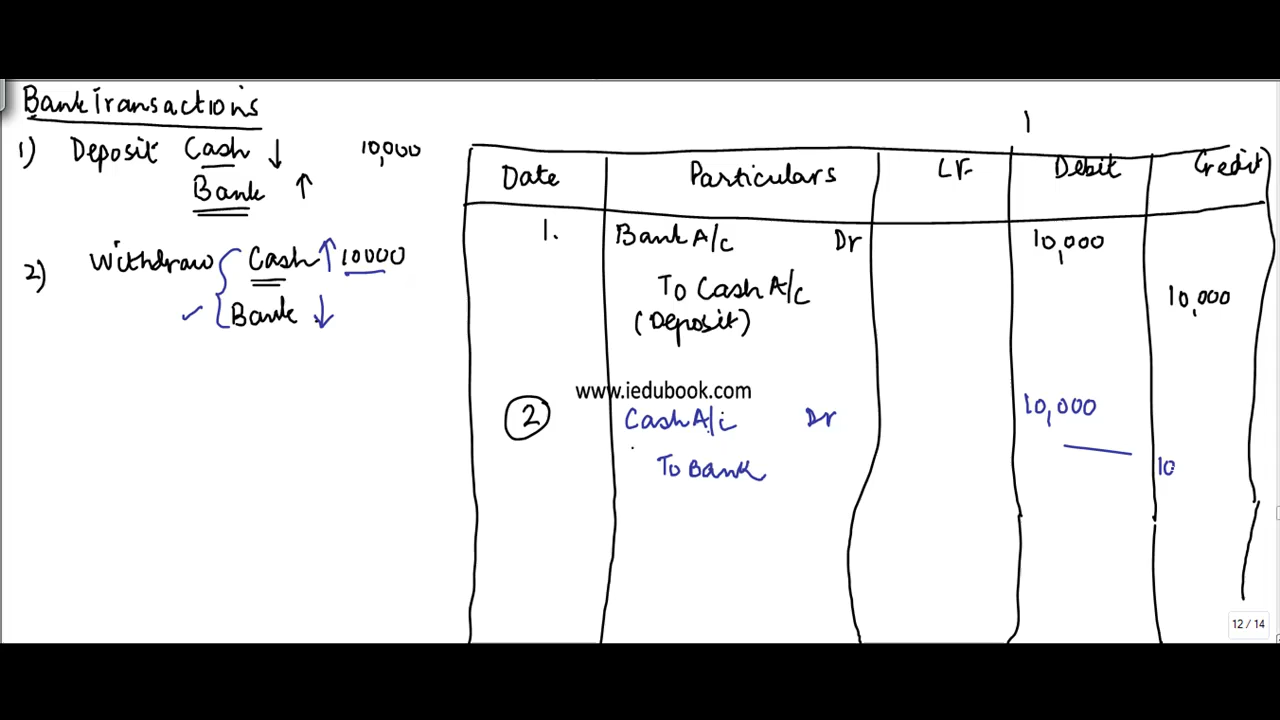 Bank Transactions
1) Deposit Cash ↓ 10,000
Bank ↑
2) Withdraw Cash ↑ 10000
✓ Bank ↓
1
Date Particulars LF Debit Credit
1. Bank A/c Dr 10,000
To Cash A/c 10,000
(Deposit)
www.iedubook.com
2 Cash A/c Dr 10,000
To Bank 10
12 / 14